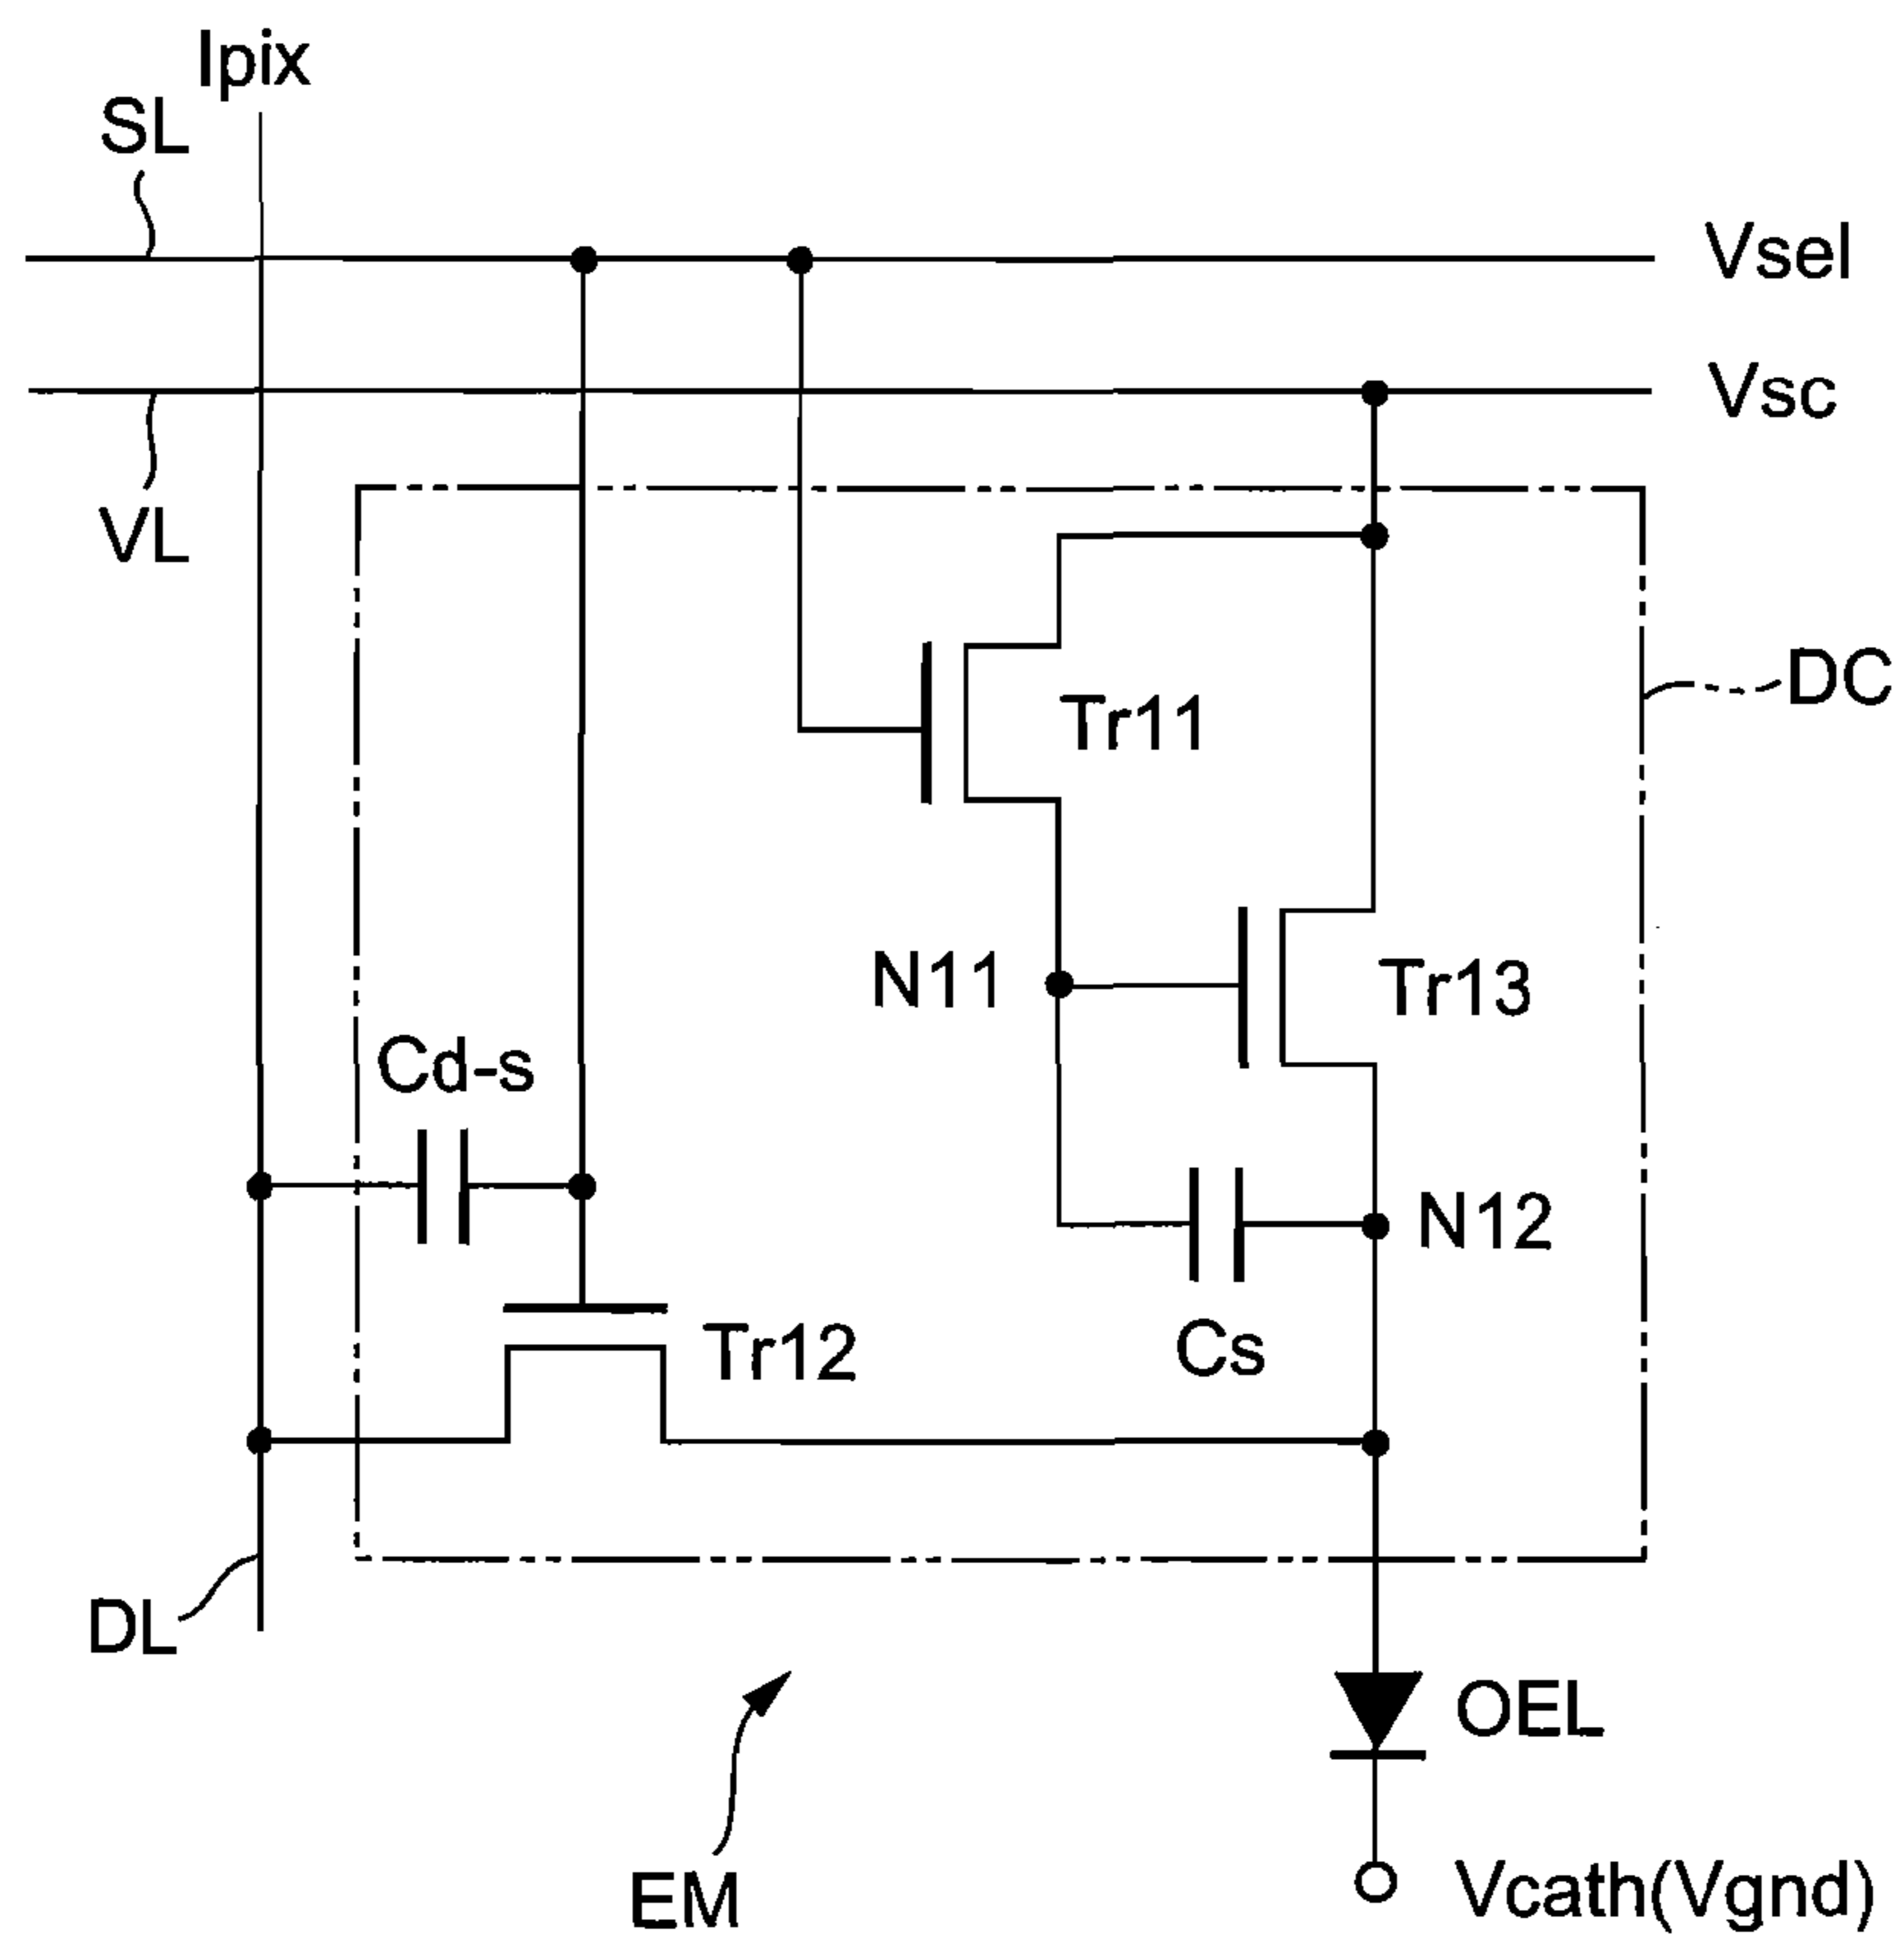 Ipix
SL
Vsel
Vsc
VL
DC
Tr11
N11
Tr13
Cd-s
N12
Tr12
Cs
DL
OEL
EM
Vcath(Vgnd)